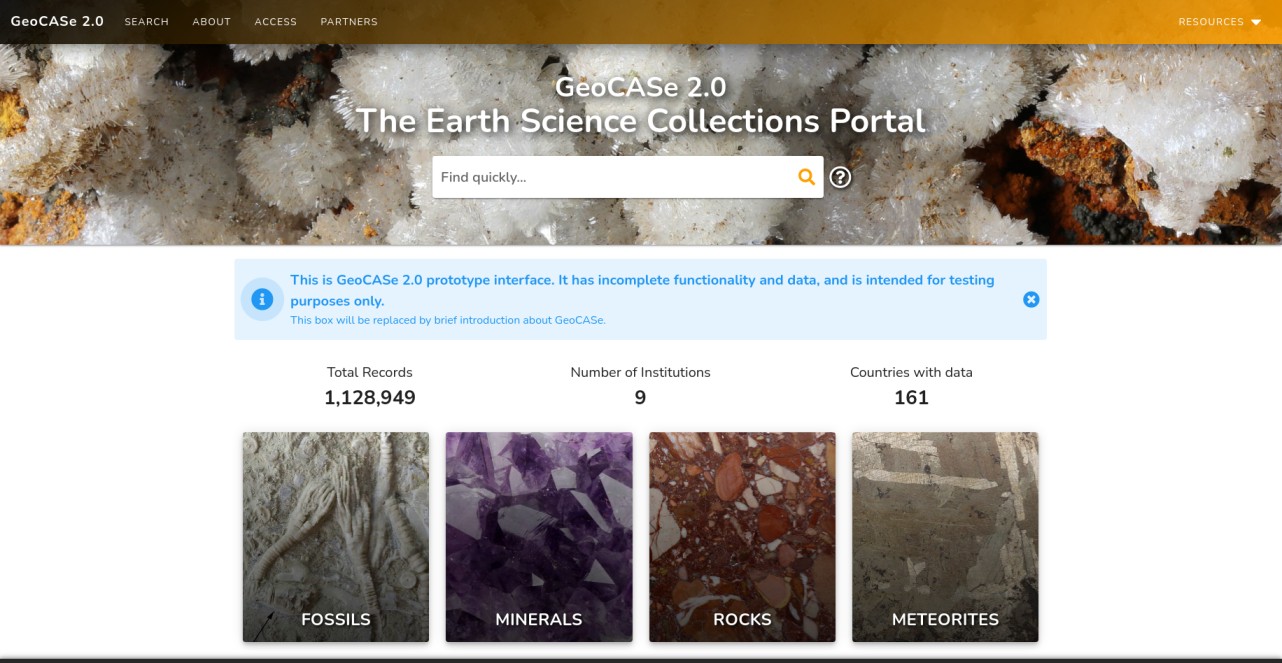 GeoCASe 2.0 SEARCH ABOUT ACCESS PARTNERS RESOURCES
GeoCASe 2.0
The Earth Science Collections Portal
Find quickly...
This is GeoCASe 2.0 prototype interface. It has incomplete functionality and data, and is intended for testing
purposes only.
This box will be replaced by brief introduction about GeoCASe.
Total Records Number of Institutions Countries with data
1,128,949 9 161
FOSSILS MINERALS ROCKS METEORITES